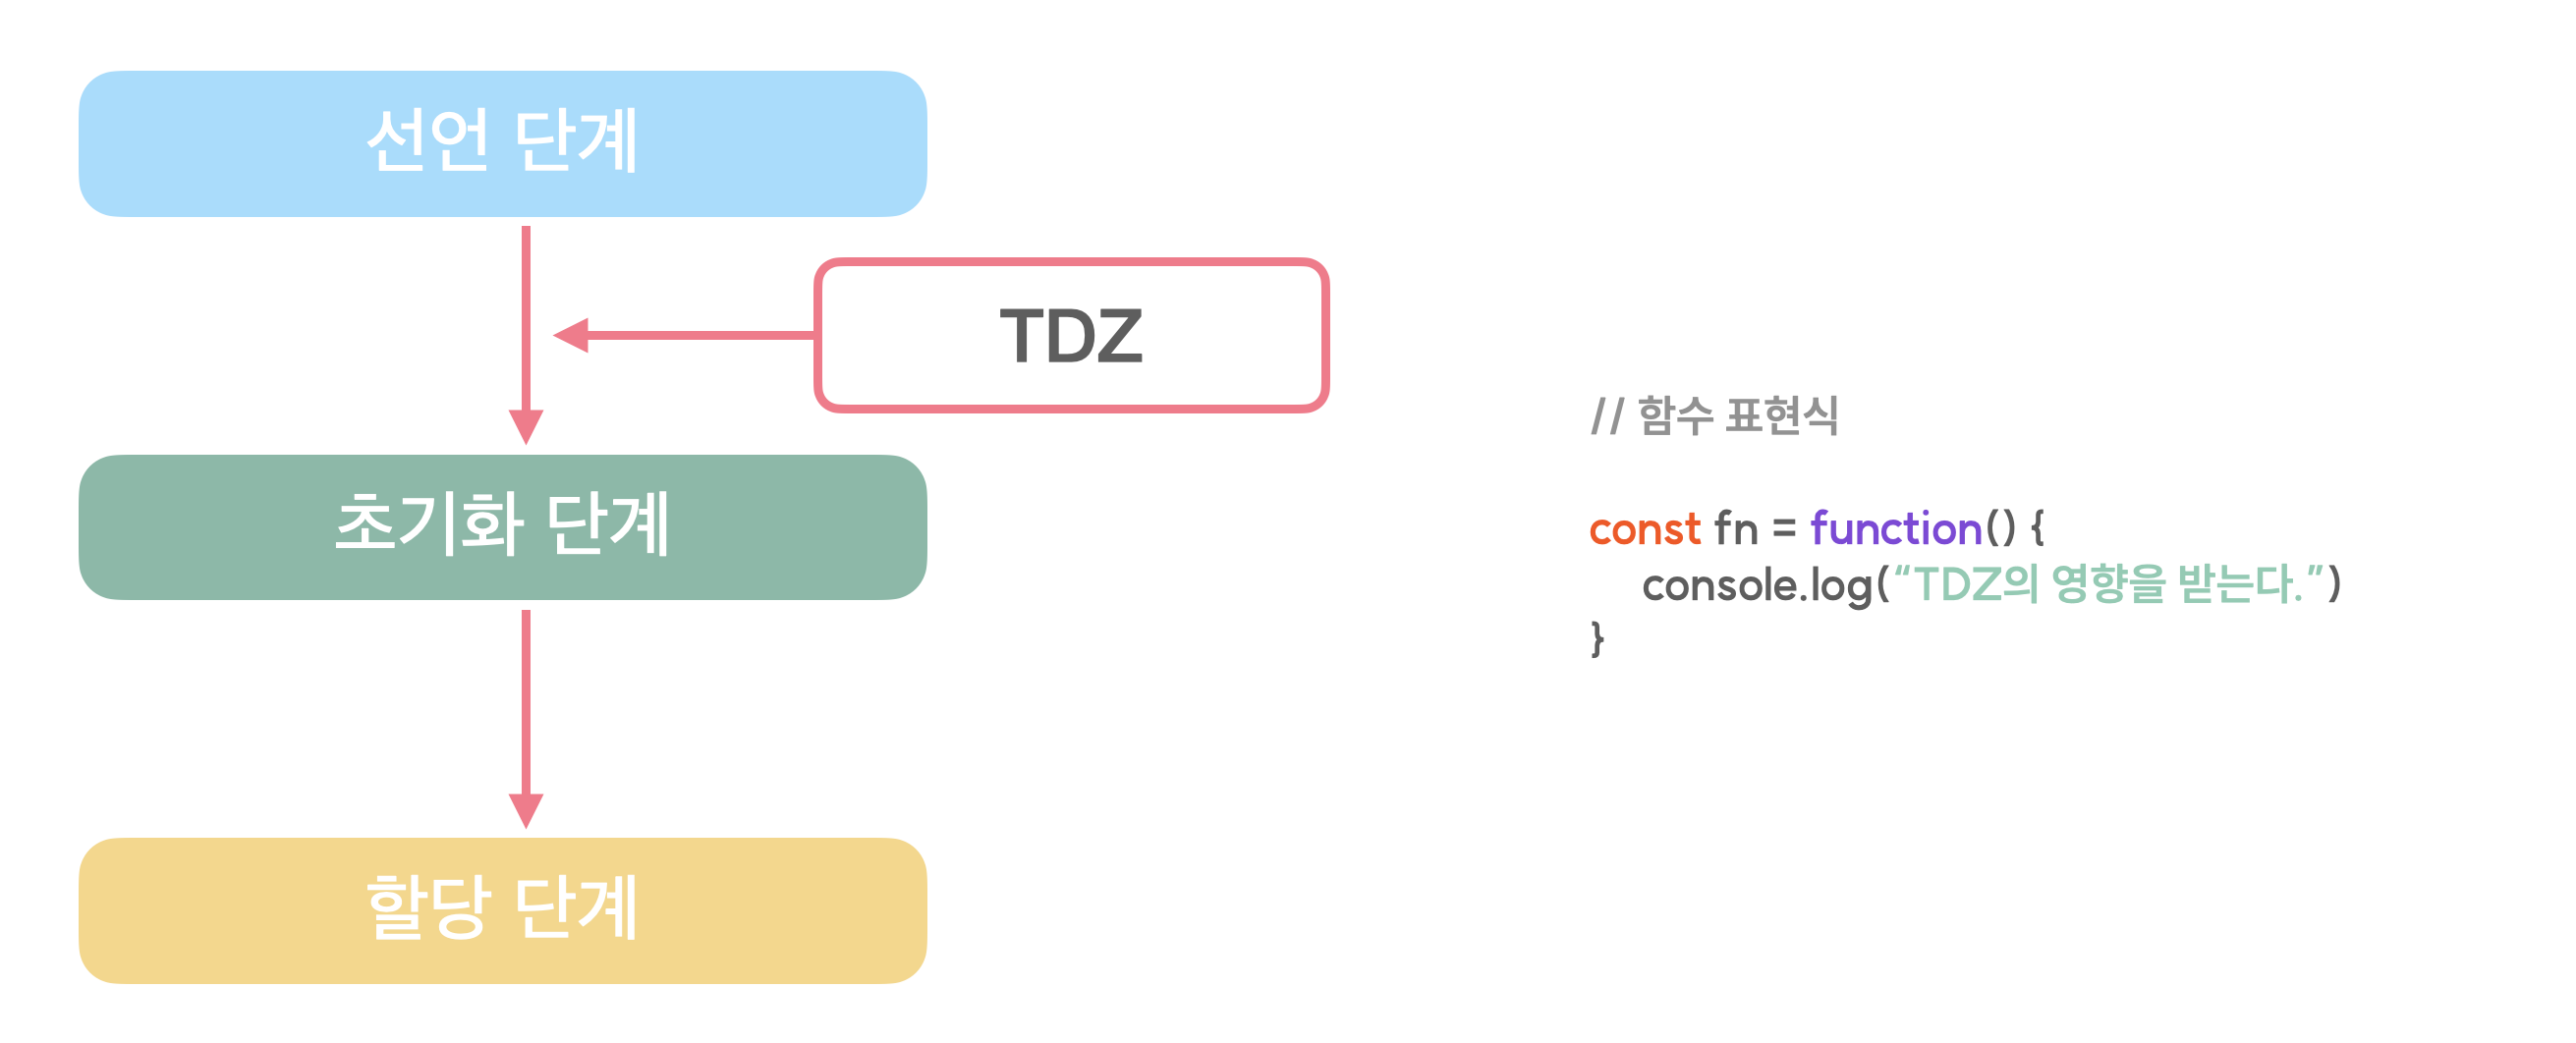 선언 단계
TDZ
초기화 단계
할당 단계
// 함수 표현식
const fn = function() {
console.log(“TDZ의 영향을 받는다.”)
}